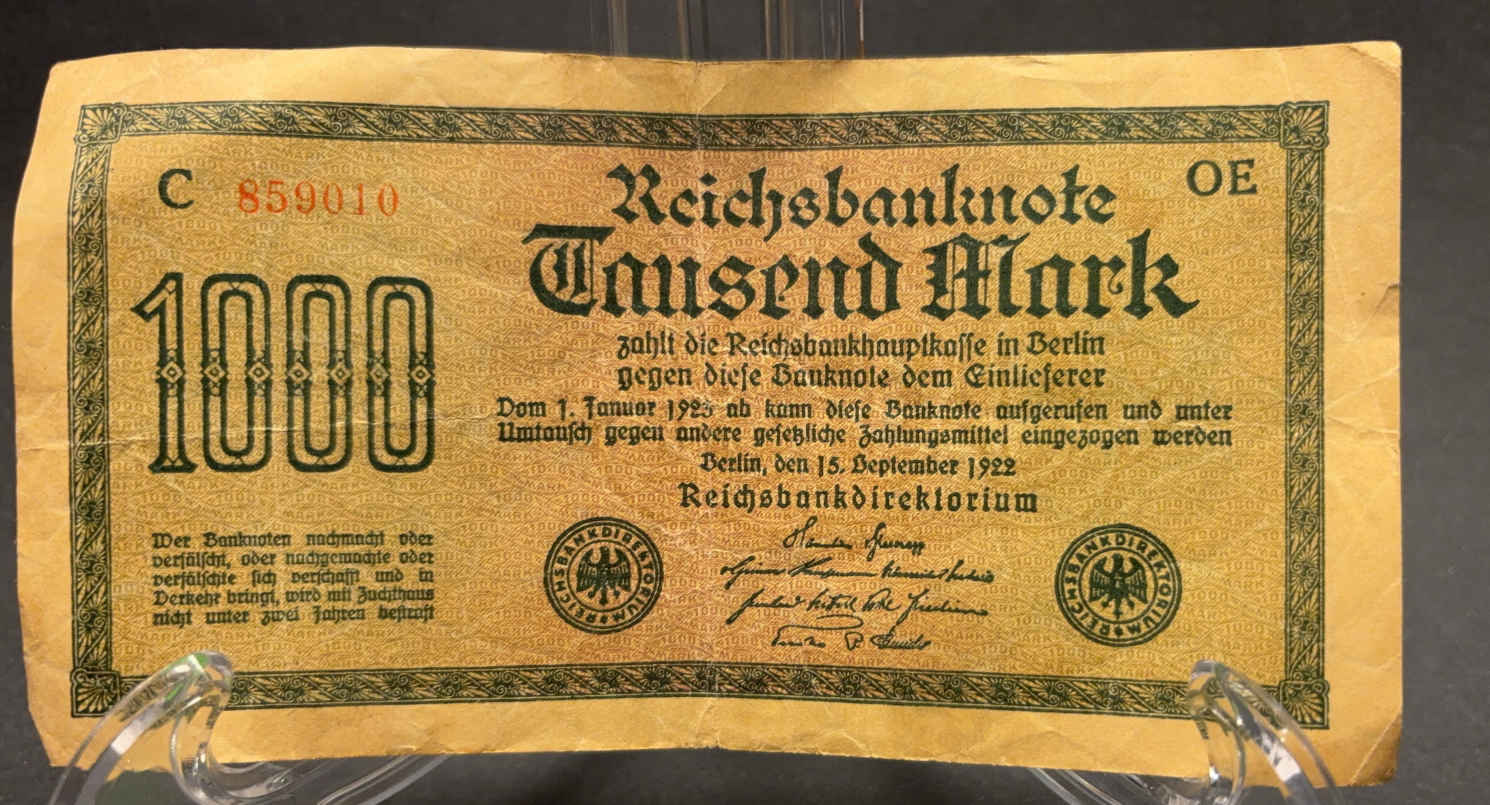 C 859010
OE
Reichsbanknote
Tausend Mark
1000
zahlt die Reichsbankhauptkasse in Berlin
gegen diese Banknote dem Einlieferer
Vom 1. Januar 1923 ab kann diese Banknote aufgerufen und unter
Umtausch gegen andere gesetzliche Zahlungsmittel eingezogen werden
Berlin, den 15. September 1922
Reichsbankdirektorium
Wer Banknoten nachmacht oder
verfälscht, oder nachgemachte oder
verfälschte sich verschafft und in
Verkehr bringt, wird mit Zuchthaus
nicht unter zwei Jahren bestraft
REICHSBANKDIREKTORIUM
REICHSBANKDIREKTORIUM